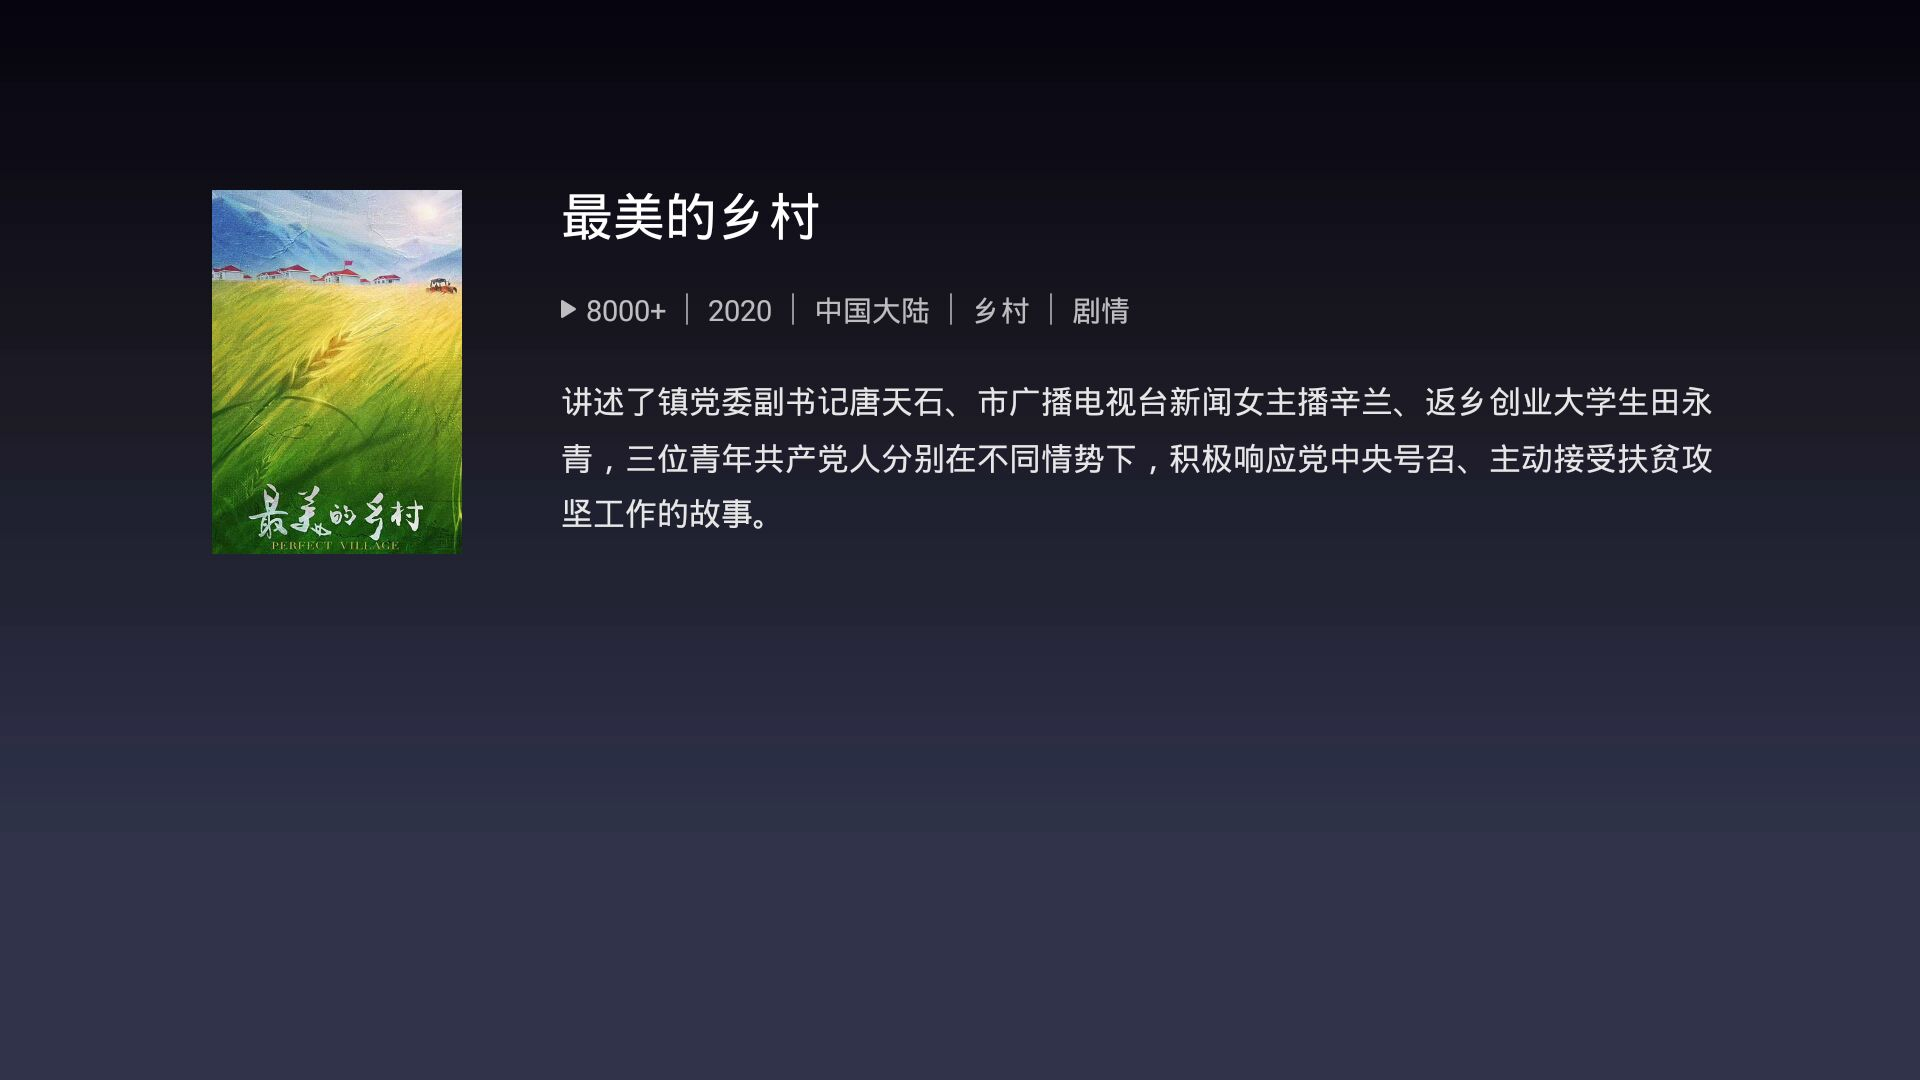 最美的乡村
8000+ | 2020 | 中国大陆 | 乡村 | 剧情
讲述了镇党委副书记唐天石、市广播电视台新闻女主播辛兰、返乡创业大学生田永
青，三位青年共产党人分别在不同情势下，积极响应党中央号召、主动接受扶贫攻
坚工作的故事。
最美的乡村
PERFECT VILLAGE